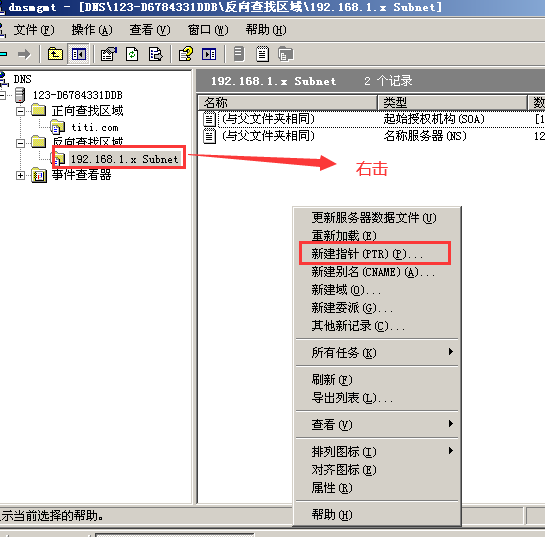 dnsmgmt - [DNS\123-D6784331DDB\反向查找区域\192.168.1.x Subnet]
文件(F) 操作(A) 查看(V) 窗口(W) 帮助(H)
DNS
123-D6784331DDB
正向查找区域
titi.com
反向查找区域
192.168.1.x Subnet
事件查看器
192.168.1.x Subnet 2 个记录
名称 类型 数
(与父文件夹相同) 起始授权机构(SOA) [1
(与父文件夹相同) 名称服务器(NS) 12
右击
更新服务器数据文件(U)
重新加载(E)
新建指针(PTR)(P)...
新建别名(CNAME)(A)...
新建域(O)...
新建委派(G)...
其他新记录(C)...
所有任务(K)
刷新(F)
导出列表(L)...
查看(V)
排列图标(I)
对齐图标(E)
属性(R)
帮助(H)
示当前选择的帮助。